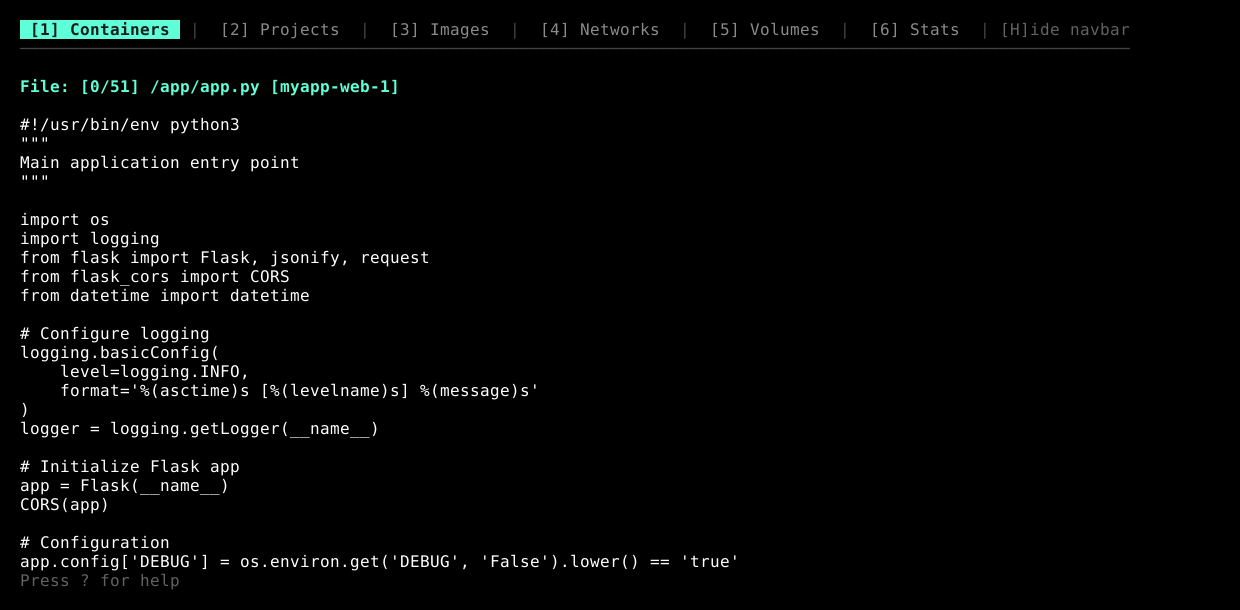 [1] Containers | [2] Projects | [3] Images | [4] Networks | [5] Volumes | [6] Stats | [H]ide navbar
File: [0/51] /app/app.py [myapp-web-1]
#!/usr/bin/env python3
"""
Main application entry point
"""
import os
import logging
from flask import Flask, jsonify, request
from flask_cors import CORS
from datetime import datetime
# Configure logging
logging.basicConfig(
    level=logging.INFO,
    format='%(asctime)s [%(levelname)s] %(message)s'
)
logger = logging.getLogger(__name__)
# Initialize Flask app
app = Flask(__name__)
CORS(app)
# Configuration
app.config['DEBUG'] = os.environ.get('DEBUG', 'False').lower() == 'true'
Press ? for help